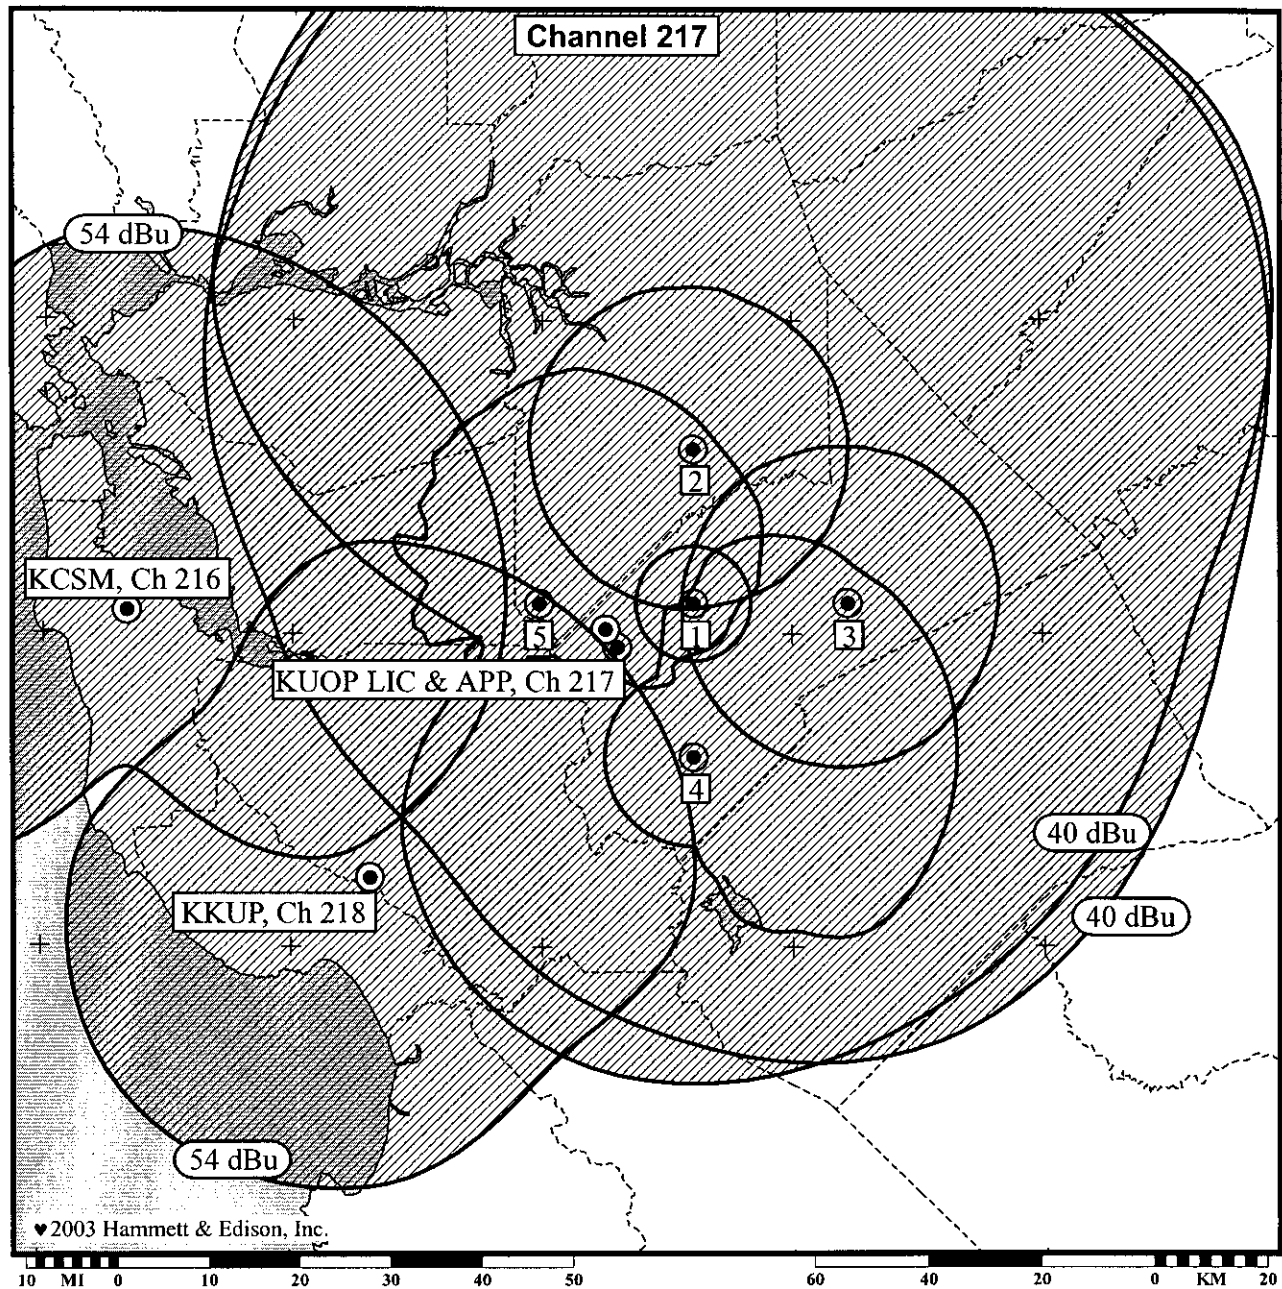 Channel 217
54 dBu
2
KCSM, Ch 216
5
1
3
KUOP LIC & APP, Ch 217
4
40 dBu
KKUP, Ch 218
40 dBu
54 dBu
♥2003 Hammett & Edison, Inc.
10 MI 0 10 20 30 40 50 60 40 20 0 KM 20